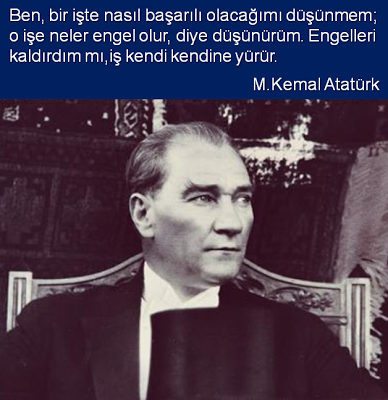 Ben, bir işte nasıl başarılı olacağımı düşünmem;
o işe neler engel olur, diye düşünürüm. Engelleri
kaldırdım mı,iş kendi kendine yürür.
M.Kemal Atatürk